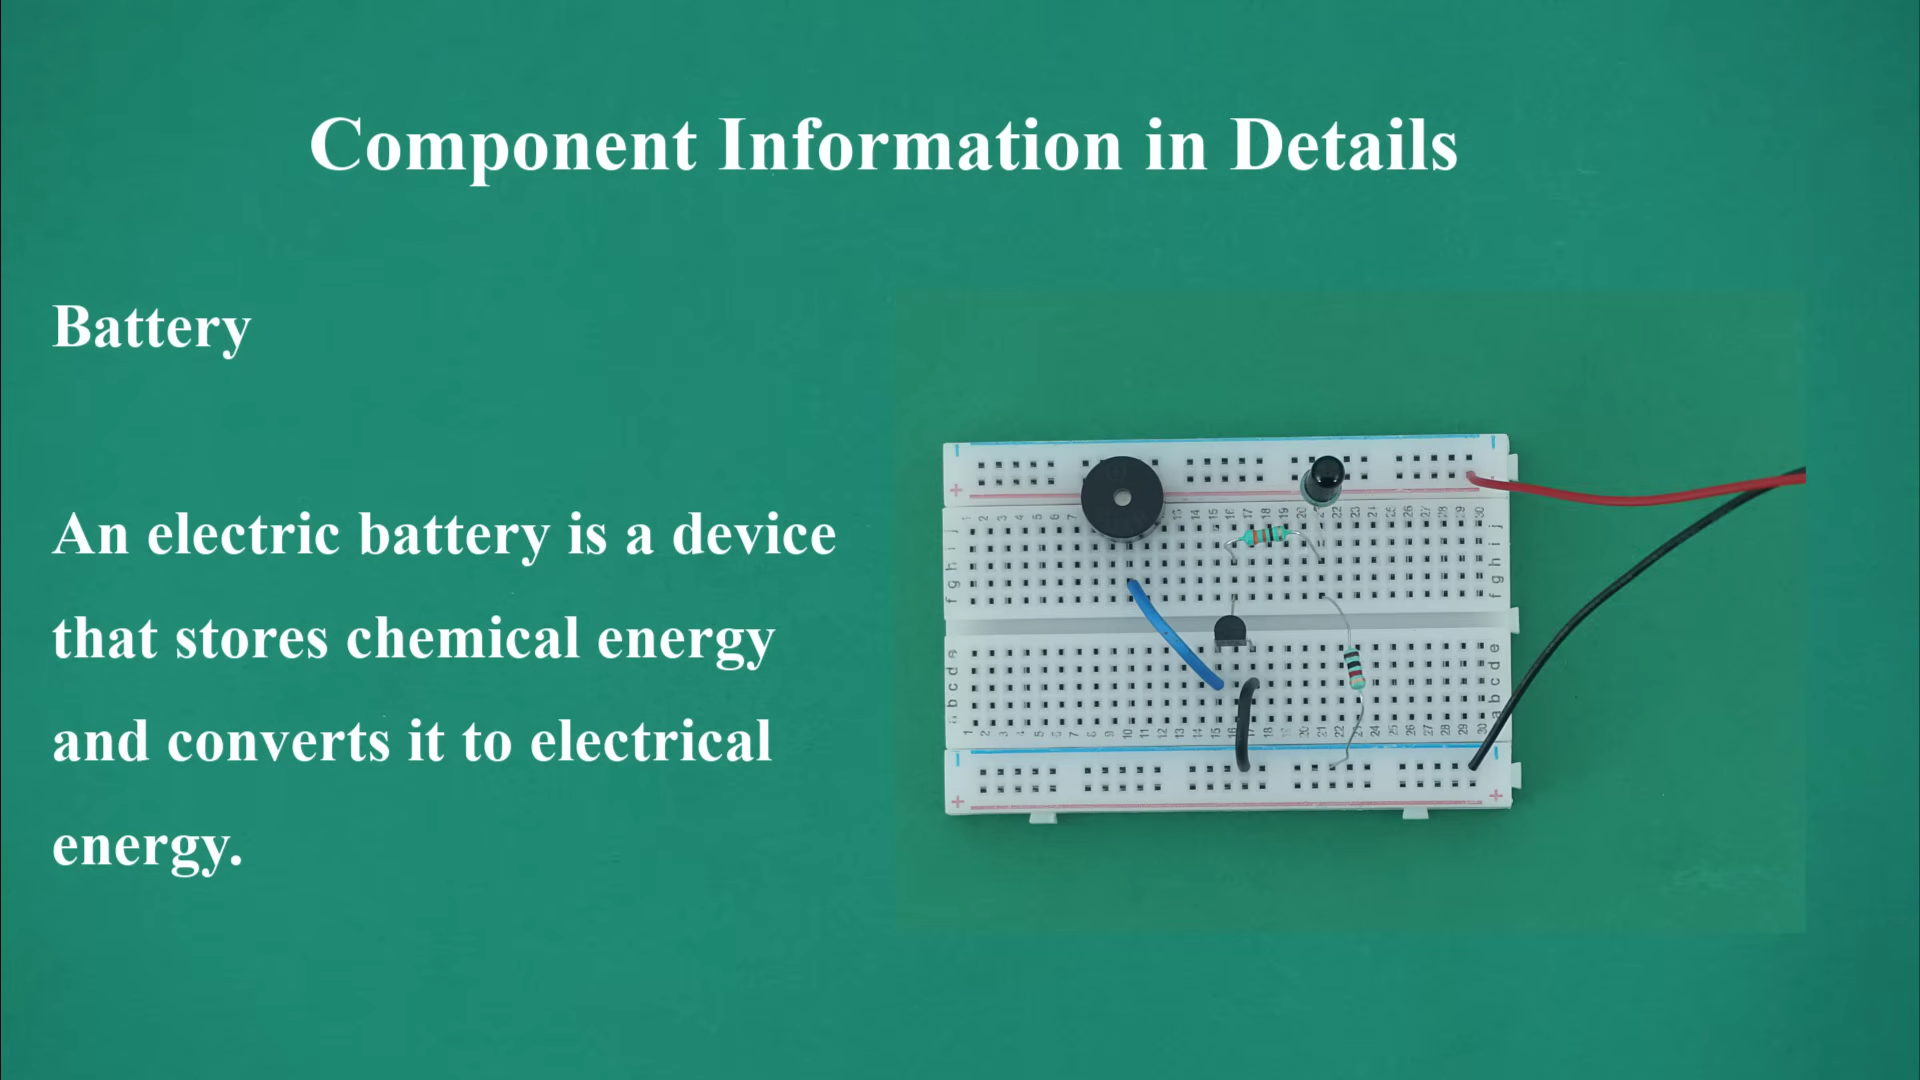 Component Information in Details
Battery
An electric battery is a device
that stores chemical energy
and converts it to electrical
energy.